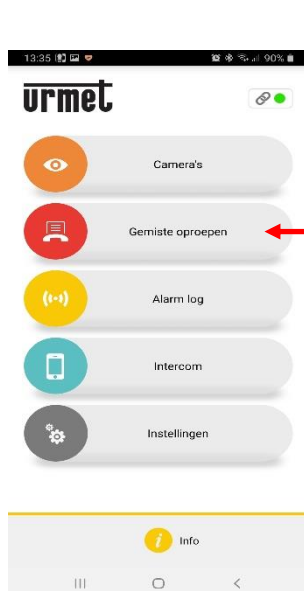 13:35 90%
urmet
Camera's
Gemiste oproepen
Alarm log
Intercom
Instellingen
i Info